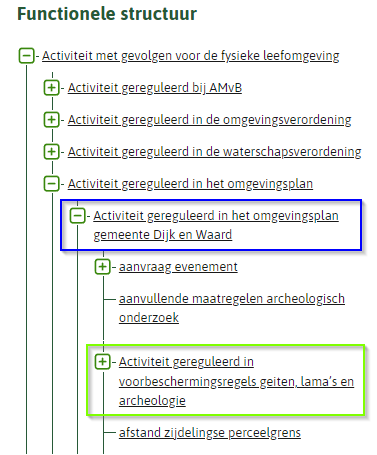 Functionele structuur
Activiteit met gevolgen voor de fysieke leefomgeving
Activiteit gereguleerd bij AMvB
Activiteit gereguleerd in de omgevingsverordening
Activiteit gereguleerd in de waterschapsverordening
Activiteit gereguleerd in het omgevingsplan
Activiteit gereguleerd in het omgevingsplan
gemeente Dijk en Waard
aanvraag evenement
aanvullende maatregelen archeologisch
onderzoek
Activiteit gereguleerd in
voorbeschermingsregels geiten, lama's en
archeologie
afstand zijdelingse perceelgrens